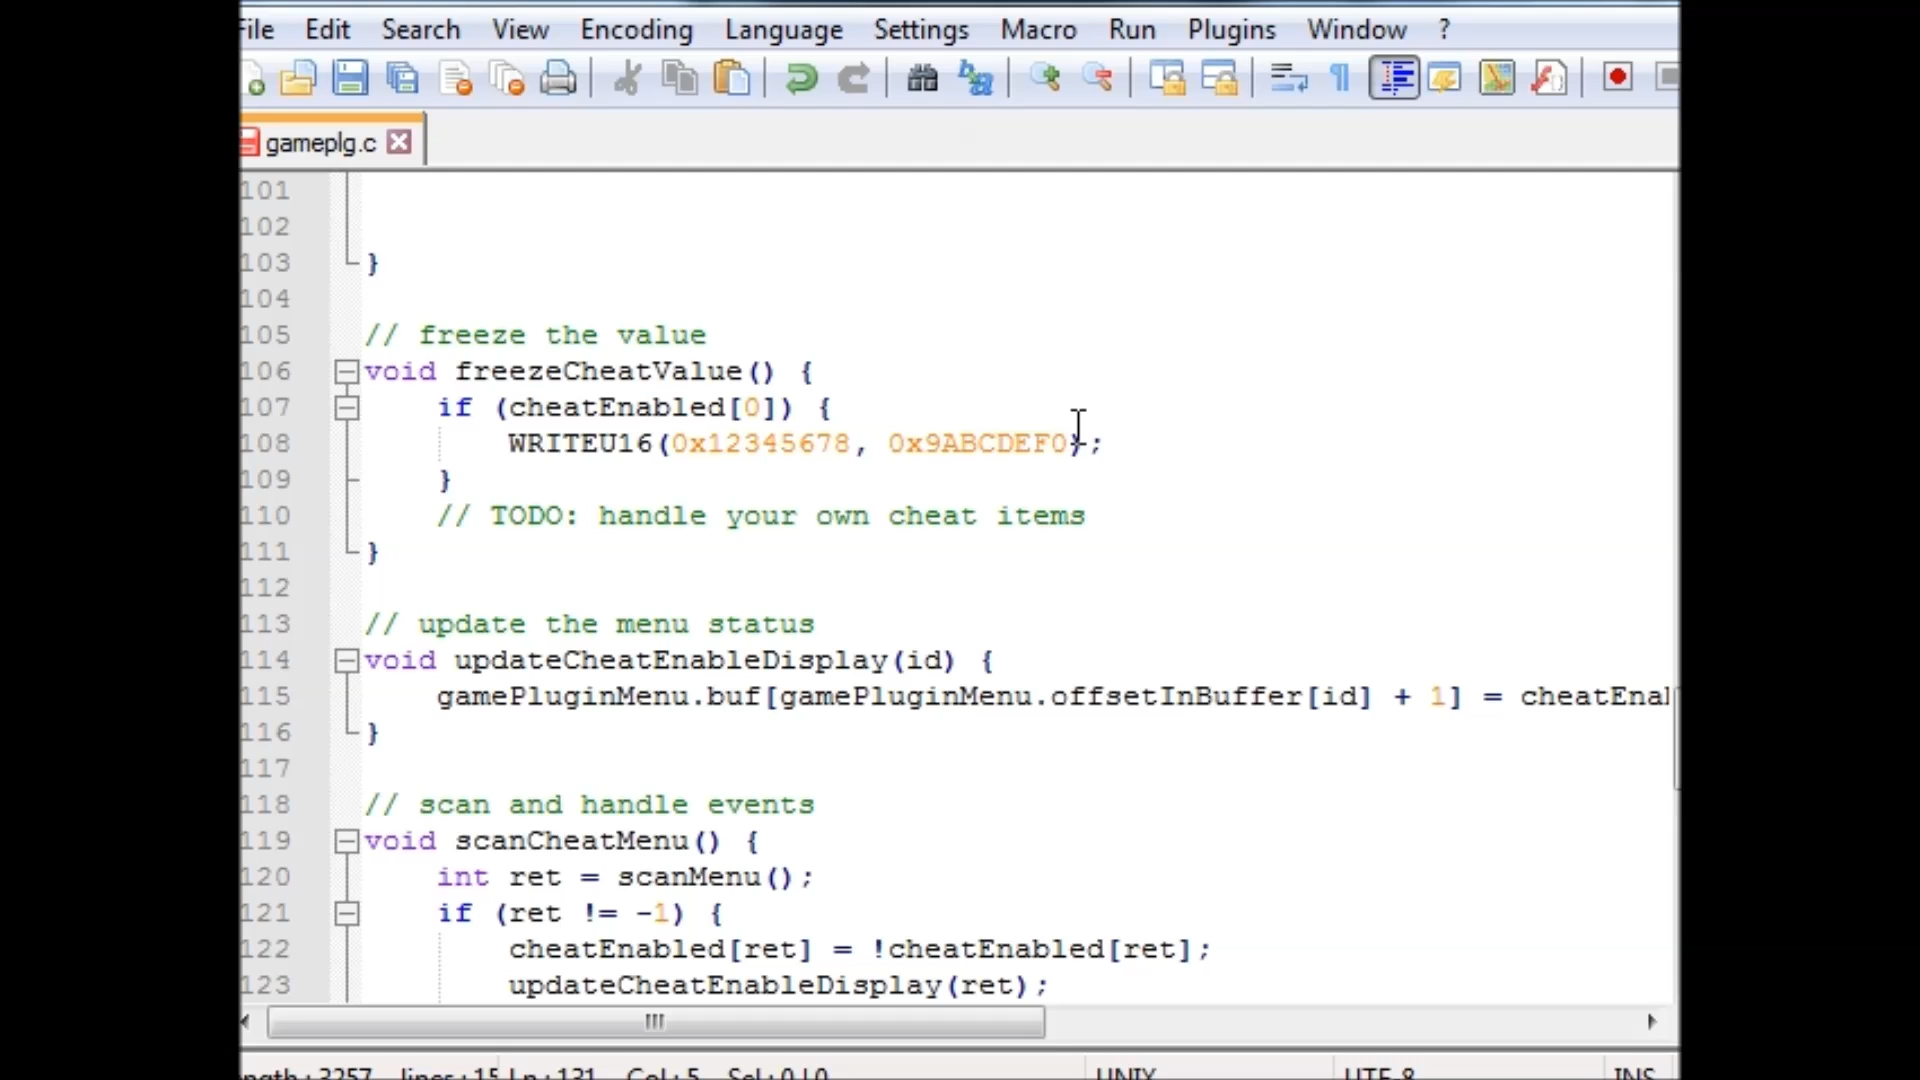 File Edit Search View Encoding Language Settings Macro Run Plugins Window ?
gameplg.c
101
102
103 }
104
105 // freeze the value
106 void freezeCheatValue() {
107 if (cheatEnabled[0]) {
108 WRITEU16(0x12345678, 0x9ABCDEF0);
109 }
110 // TODO: handle your own cheat items
111 }
112
113 // update the menu status
114 void updateCheatEnableDisplay(id) {
115 gamePluginMenu.buf[gamePluginMenu.offsetInBuffer[id] + 1] = cheatEnal
116 }
117
118 // scan and handle events
119 void scanCheatMenu() {
120 int ret = scanMenu();
121 if (ret != -1) {
122 cheatEnabled[ret] = !cheatEnabled[ret];
123 updateCheatEnableDisplay(ret);
ngth : 3257 lines : 15 Ln : 131 Col : 5 Sel : 0 | 0 UNIX UTF-8 INS